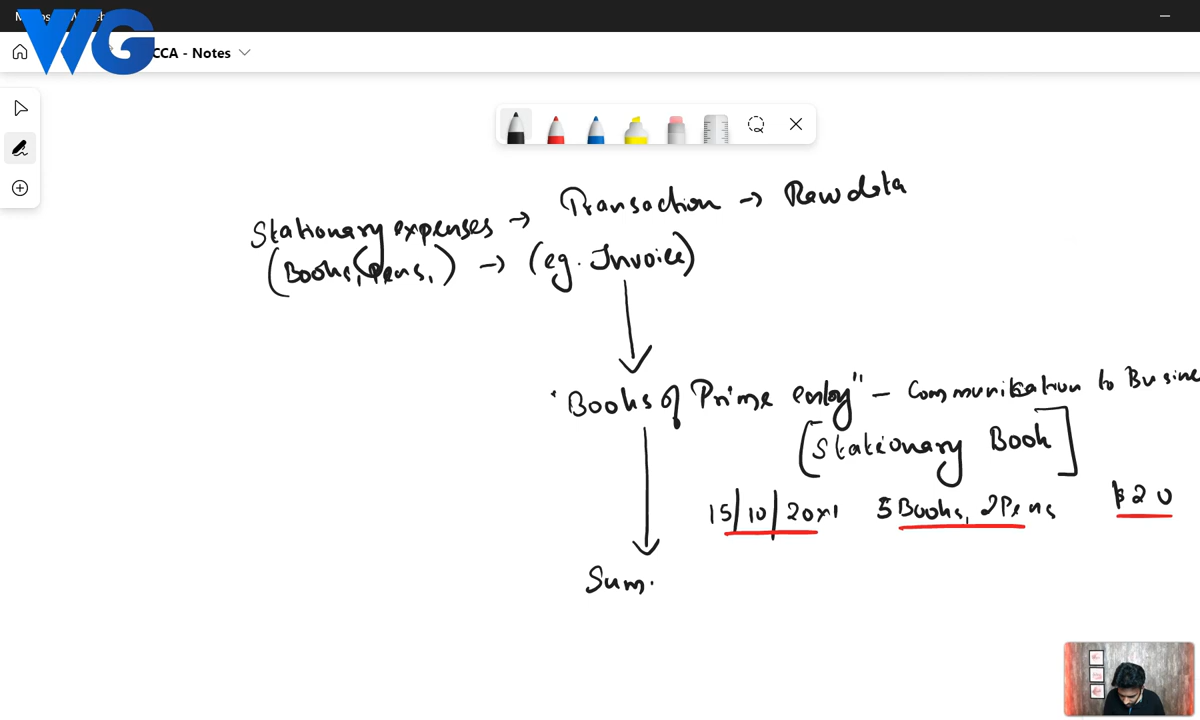 WG
CCA - Notes
Transaction → Raw data
Stationary expenses →
(Books, Pens, ) → (eg. Invoice)
"Books of Prime entry" - Communication to Busine
[Stationary Book]
15/10/20x1 5 Books, 2 Pens $20
Sum.